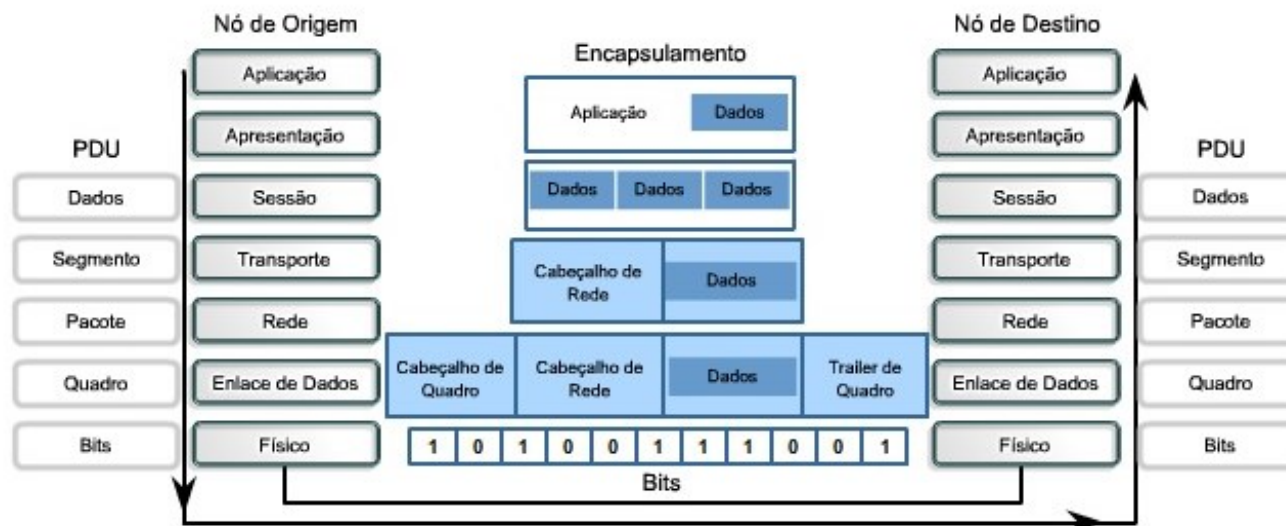 Nó de Origem
Nó de Destino
Encapsulamento
Aplicação
Aplicação Dados
Aplicação
Apresentação
Apresentação
PDU
PDU
Dados
Sessão
Dados Dados Dados
Sessão
Dados
Segmento
Transporte
Cabeçalho de
Rede
Dados
Transporte
Segmento
Pacote
Rede
Rede
Pacote
Quadro
Enlace de Dados
Cabeçalho de
Quadro
Cabeçalho de
Rede
Dados
Trailer de
Quadro
Enlace de Dados
Quadro
Bits
Físico
1 0 1 0 0 1 1 1 0 0 1
Físico
Bits
Bits